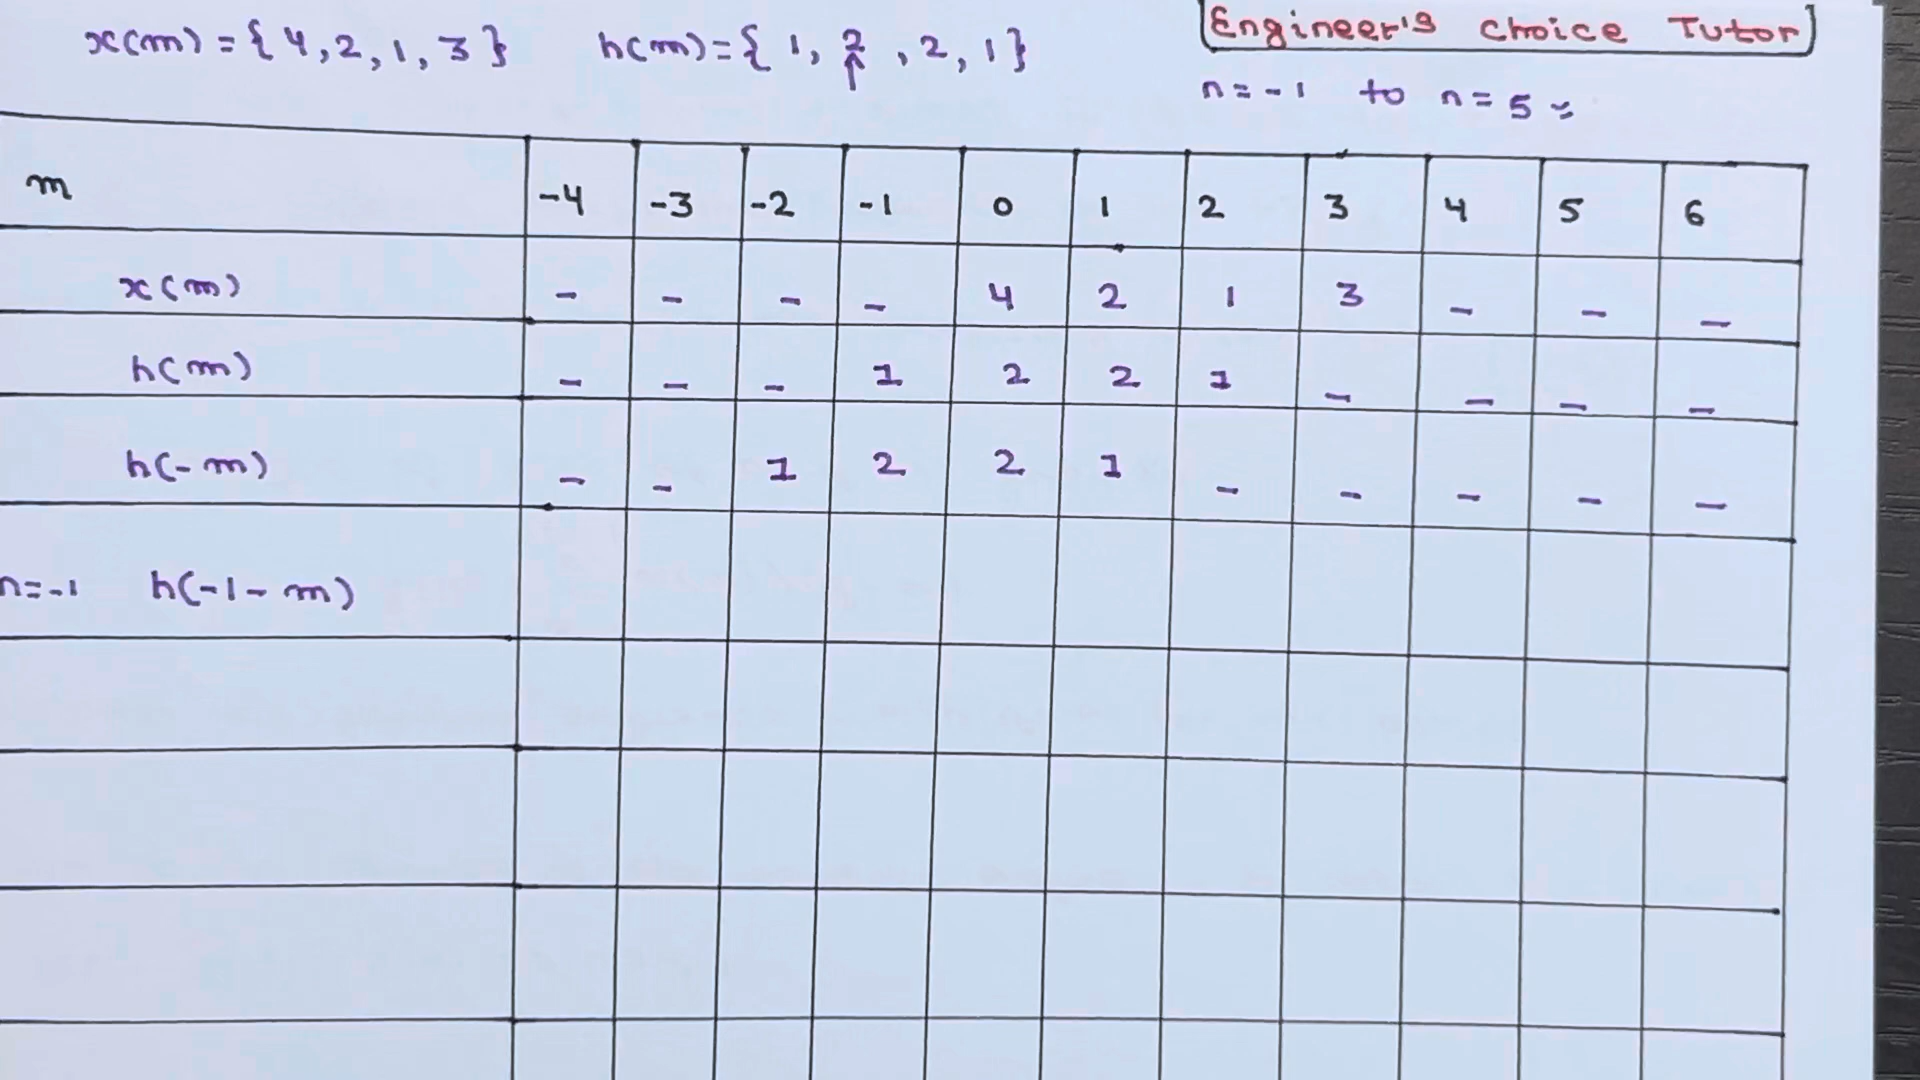 x(m) = { 4, 2, 1, 3 } h(m) = { 1, 2, 2, 1 }
↑
Engineer's Choice Tutor
n = -1 to n = 5
m -4 -3 -2 -1 0 1 2 3 4 5 6
x(m) - - - - 4 2 1 3 - - -
h(m) - - - 1 2 2 1 - - - -
h(-m) - - 1 2 2 1 - - - - -
n=-1 h(-1-m)